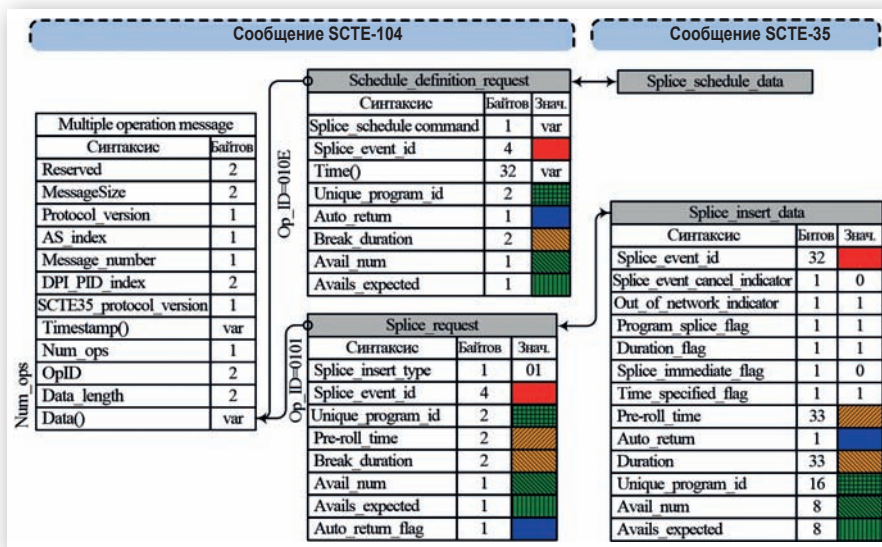 Сообщение SCTE-104
Сообщение SCTE-35
Multiple operation message
Синтаксис Байтов
Reserved 2
MessageSize 2
Protocol_version 1
AS_index 1
Message_number 1
DPI_PID_index 2
SCTE35_protocol_version 1
Timestamp() var
Num_ops 1
OpID 2
Data_length 2
Data() var
Num_ops
Op_ID=010E
Schedule_definition_request
Синтаксис Байтов Знач.
Splice_schedule command 1 var
Splice_event_id 4
Time() 32 var
Unique_program_id 2
Auto_return 1
Break_duration 2
Avail_num 1
Avails_expected 1
Op_ID=0101
Splice_request
Синтаксис Байтов Знач.
Splice_insert_type 1 01
Splice_event_id 4
Unique_program_id 2
Pre-roll_time 2
Break_duration 2
Avail_num 1
Avails_expected 1
Auto_return_flag 1
Splice_schedule_data
Splice_insert_data
Синтаксис Битов Знач.
Splice_event_id 32
Splice_event_cancel_indicator 1 0
Out_of_network_indicator 1 1
Program_splice_flag 1 1
Duration_flag 1 1
Splice_immediate_flag 1 0
Time_specified_flag 1 1
Pre-roll_time 33
Auto_return 1
Duration 33
Unique_program_id 16
Avail_num 8
Avails_expected 8